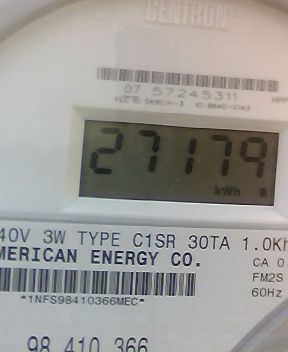 CENTRON
07 57245311
27179
kWh
40V 3W TYPE C1SR 30TA 1.0Kh
MERICAN ENERGY CO.
CA 0
FM2S
60Hz
*1NFS98410366MEC*
98 410 366